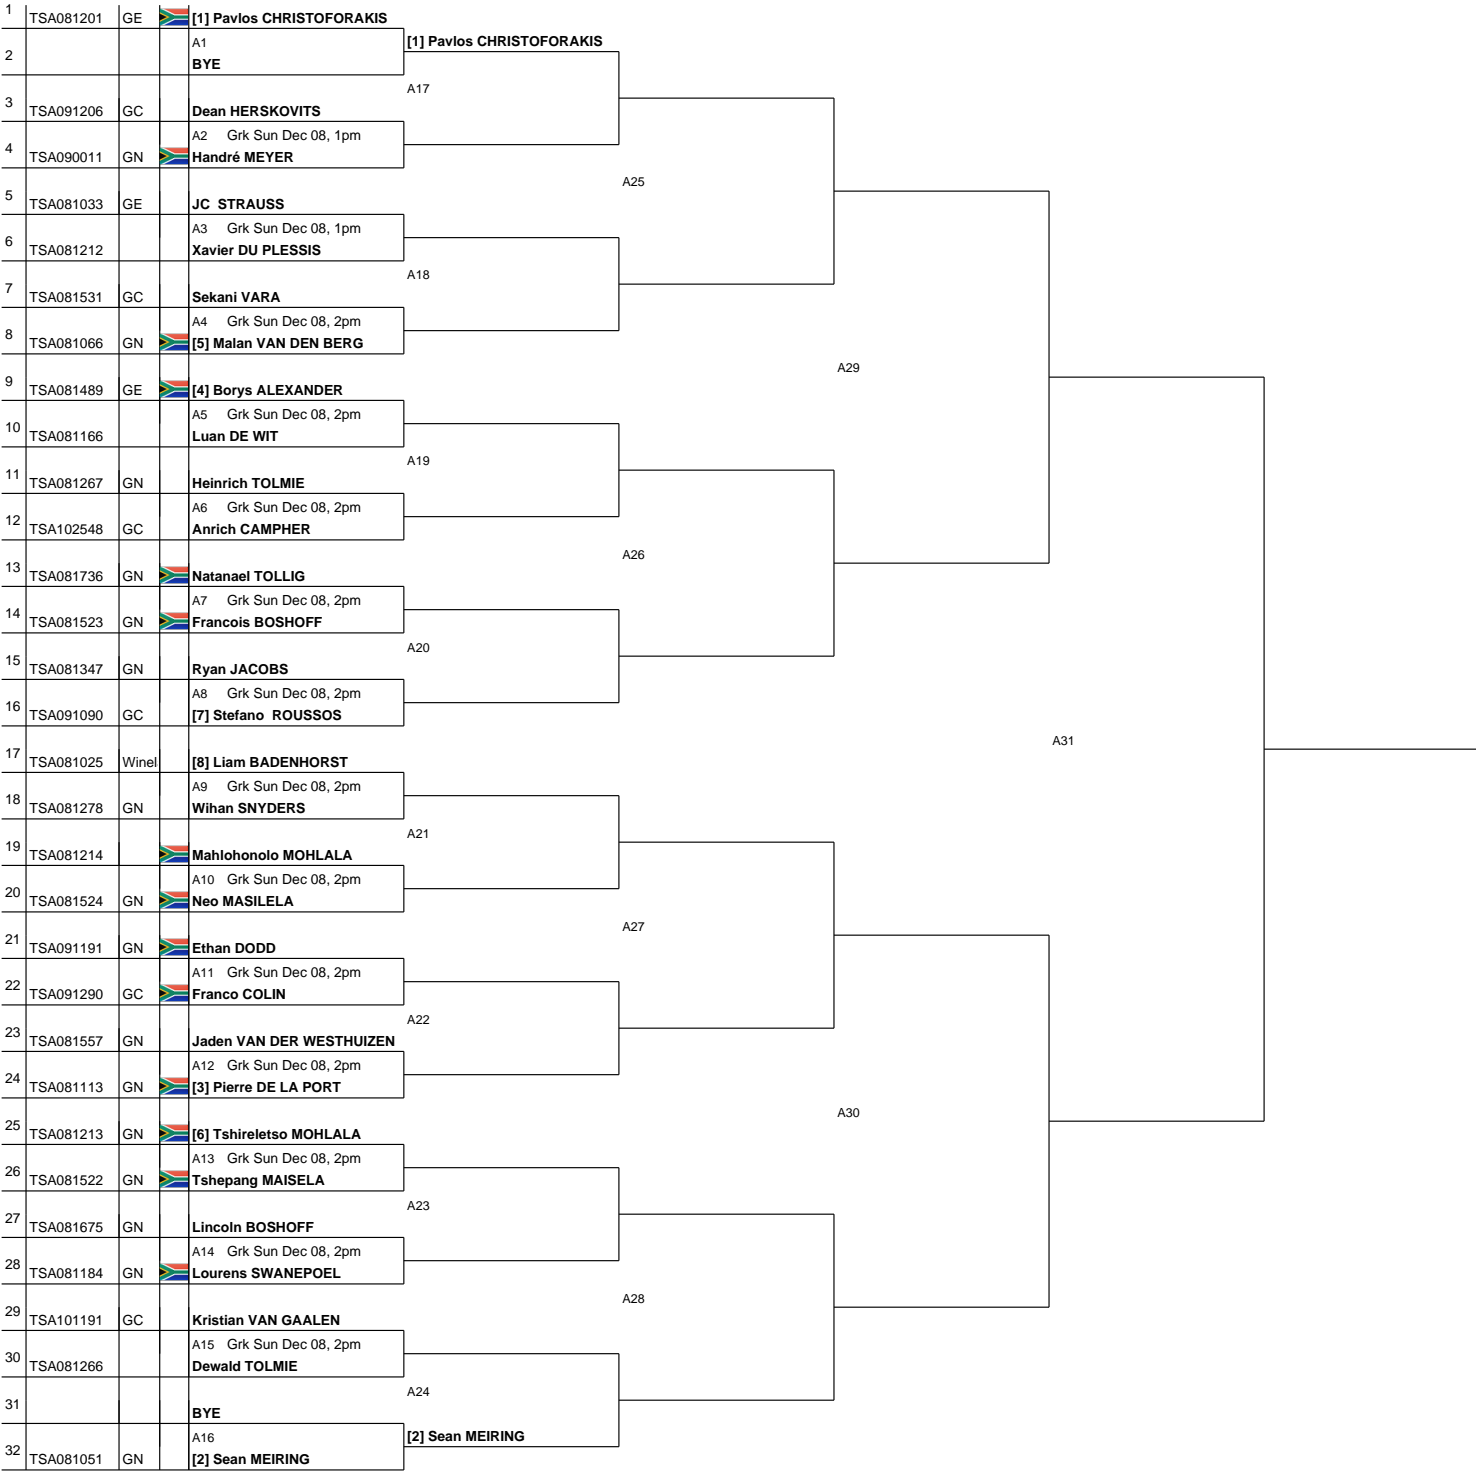 1 TSA081201 GE [1] Pavlos CHRISTOFORAKIS
[1] Pavlos CHRISTOFORAKIS
A1
2 BYE
A17
3 TSA091206 GC Dean HERSKOVITS
A2 Grk Sun Dec 08, 1pm
4 TSA090011 GN Handré MEYER
A25
5 TSA081033 GE JC STRAUSS
A3 Grk Sun Dec 08, 1pm
6 TSA081212 Xavier DU PLESSIS
A18
7 TSA081531 GC Sekani VARA
A4 Grk Sun Dec 08, 2pm
8 TSA081066 GN [5] Malan VAN DEN BERG
A29
9 TSA081489 GE [4] Borys ALEXANDER
A5 Grk Sun Dec 08, 2pm
10 TSA081166 Luan DE WIT
A19
11 TSA081267 GN Heinrich TOLMIE
A6 Grk Sun Dec 08, 2pm
12 TSA102548 GC Anrich CAMPHER
A26
13 TSA081736 GN Natanael TOLLIG
A7 Grk Sun Dec 08, 2pm
14 TSA081523 GN Francois BOSHOFF
A20
15 TSA081347 GN Ryan JACOBS
A8 Grk Sun Dec 08, 2pm
16 TSA091090 GC [7] Stefano ROUSSOS
A31
17 TSA081025 Winel [8] Liam BADENHORST
A9 Grk Sun Dec 08, 2pm
18 TSA081278 GN Wihan SNYDERS
A21
19 TSA081214 Mahlohonolo MOHLALA
A10 Grk Sun Dec 08, 2pm
20 TSA081524 GN Neo MASILELA
A27
21 TSA091191 GN Ethan DODD
A11 Grk Sun Dec 08, 2pm
22 TSA091290 GC Franco COLIN
A22
23 TSA081557 GN Jaden VAN DER WESTHUIZEN
A12 Grk Sun Dec 08, 2pm
24 TSA081113 GN [3] Pierre DE LA PORT
A30
25 TSA081213 GN [6] Tshireletso MOHLALA
A13 Grk Sun Dec 08, 2pm
26 TSA081522 GN Tshepang MAISELA
A23
27 TSA081675 GN Lincoln BOSHOFF
A14 Grk Sun Dec 08, 2pm
28 TSA081184 GN Lourens SWANEPOEL
A28
29 TSA101191 GC Kristian VAN GAALEN
A15 Grk Sun Dec 08, 2pm
30 TSA081266 Dewald TOLMIE
A24
31 BYE
A16
[2] Sean MEIRING
32 TSA081051 GN [2] Sean MEIRING